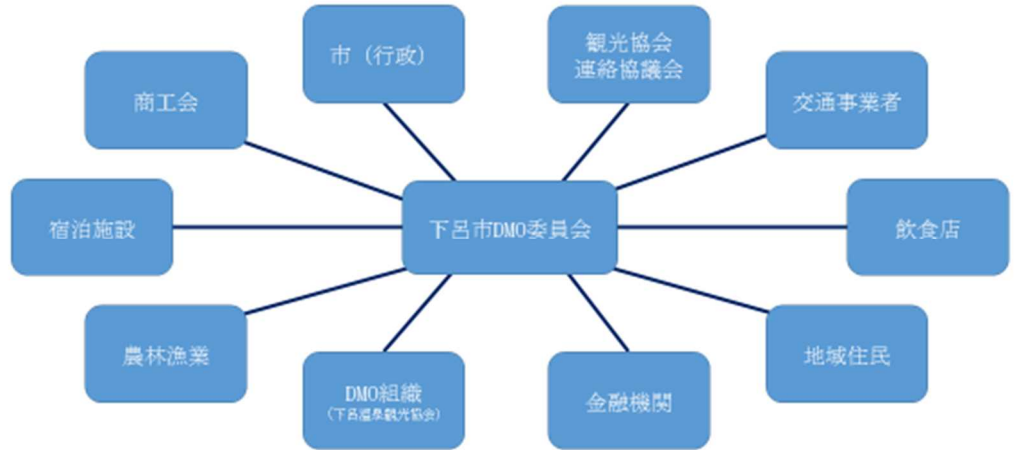 市（行政）
観光協会
連絡協議会
商工会
交通事業者
宿泊施設
下呂市DMO委員会
飲食店
農林漁業
地域住民
DMO組織
（下呂温泉観光協会）
金融機関